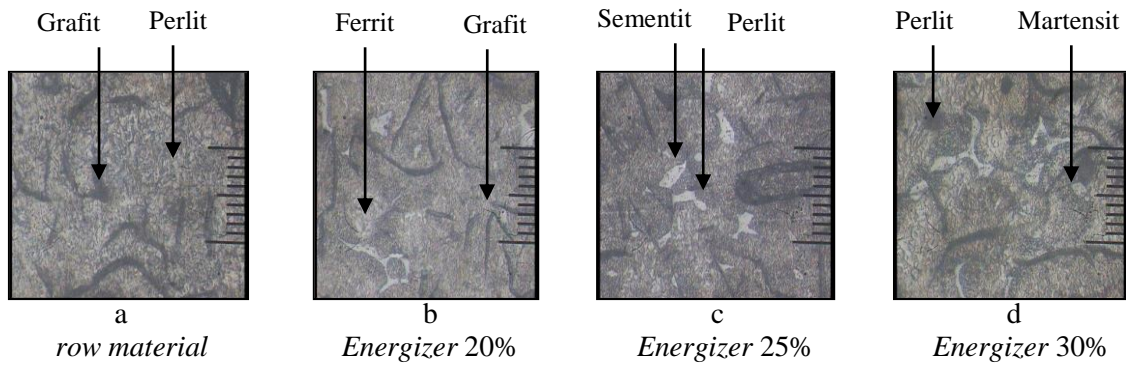 Grafit Perlit Ferrit Grafit Sementit Perlit Perlit Martensit
a b c d
row material Energizer 20% Energizer 25% Energizer 30%